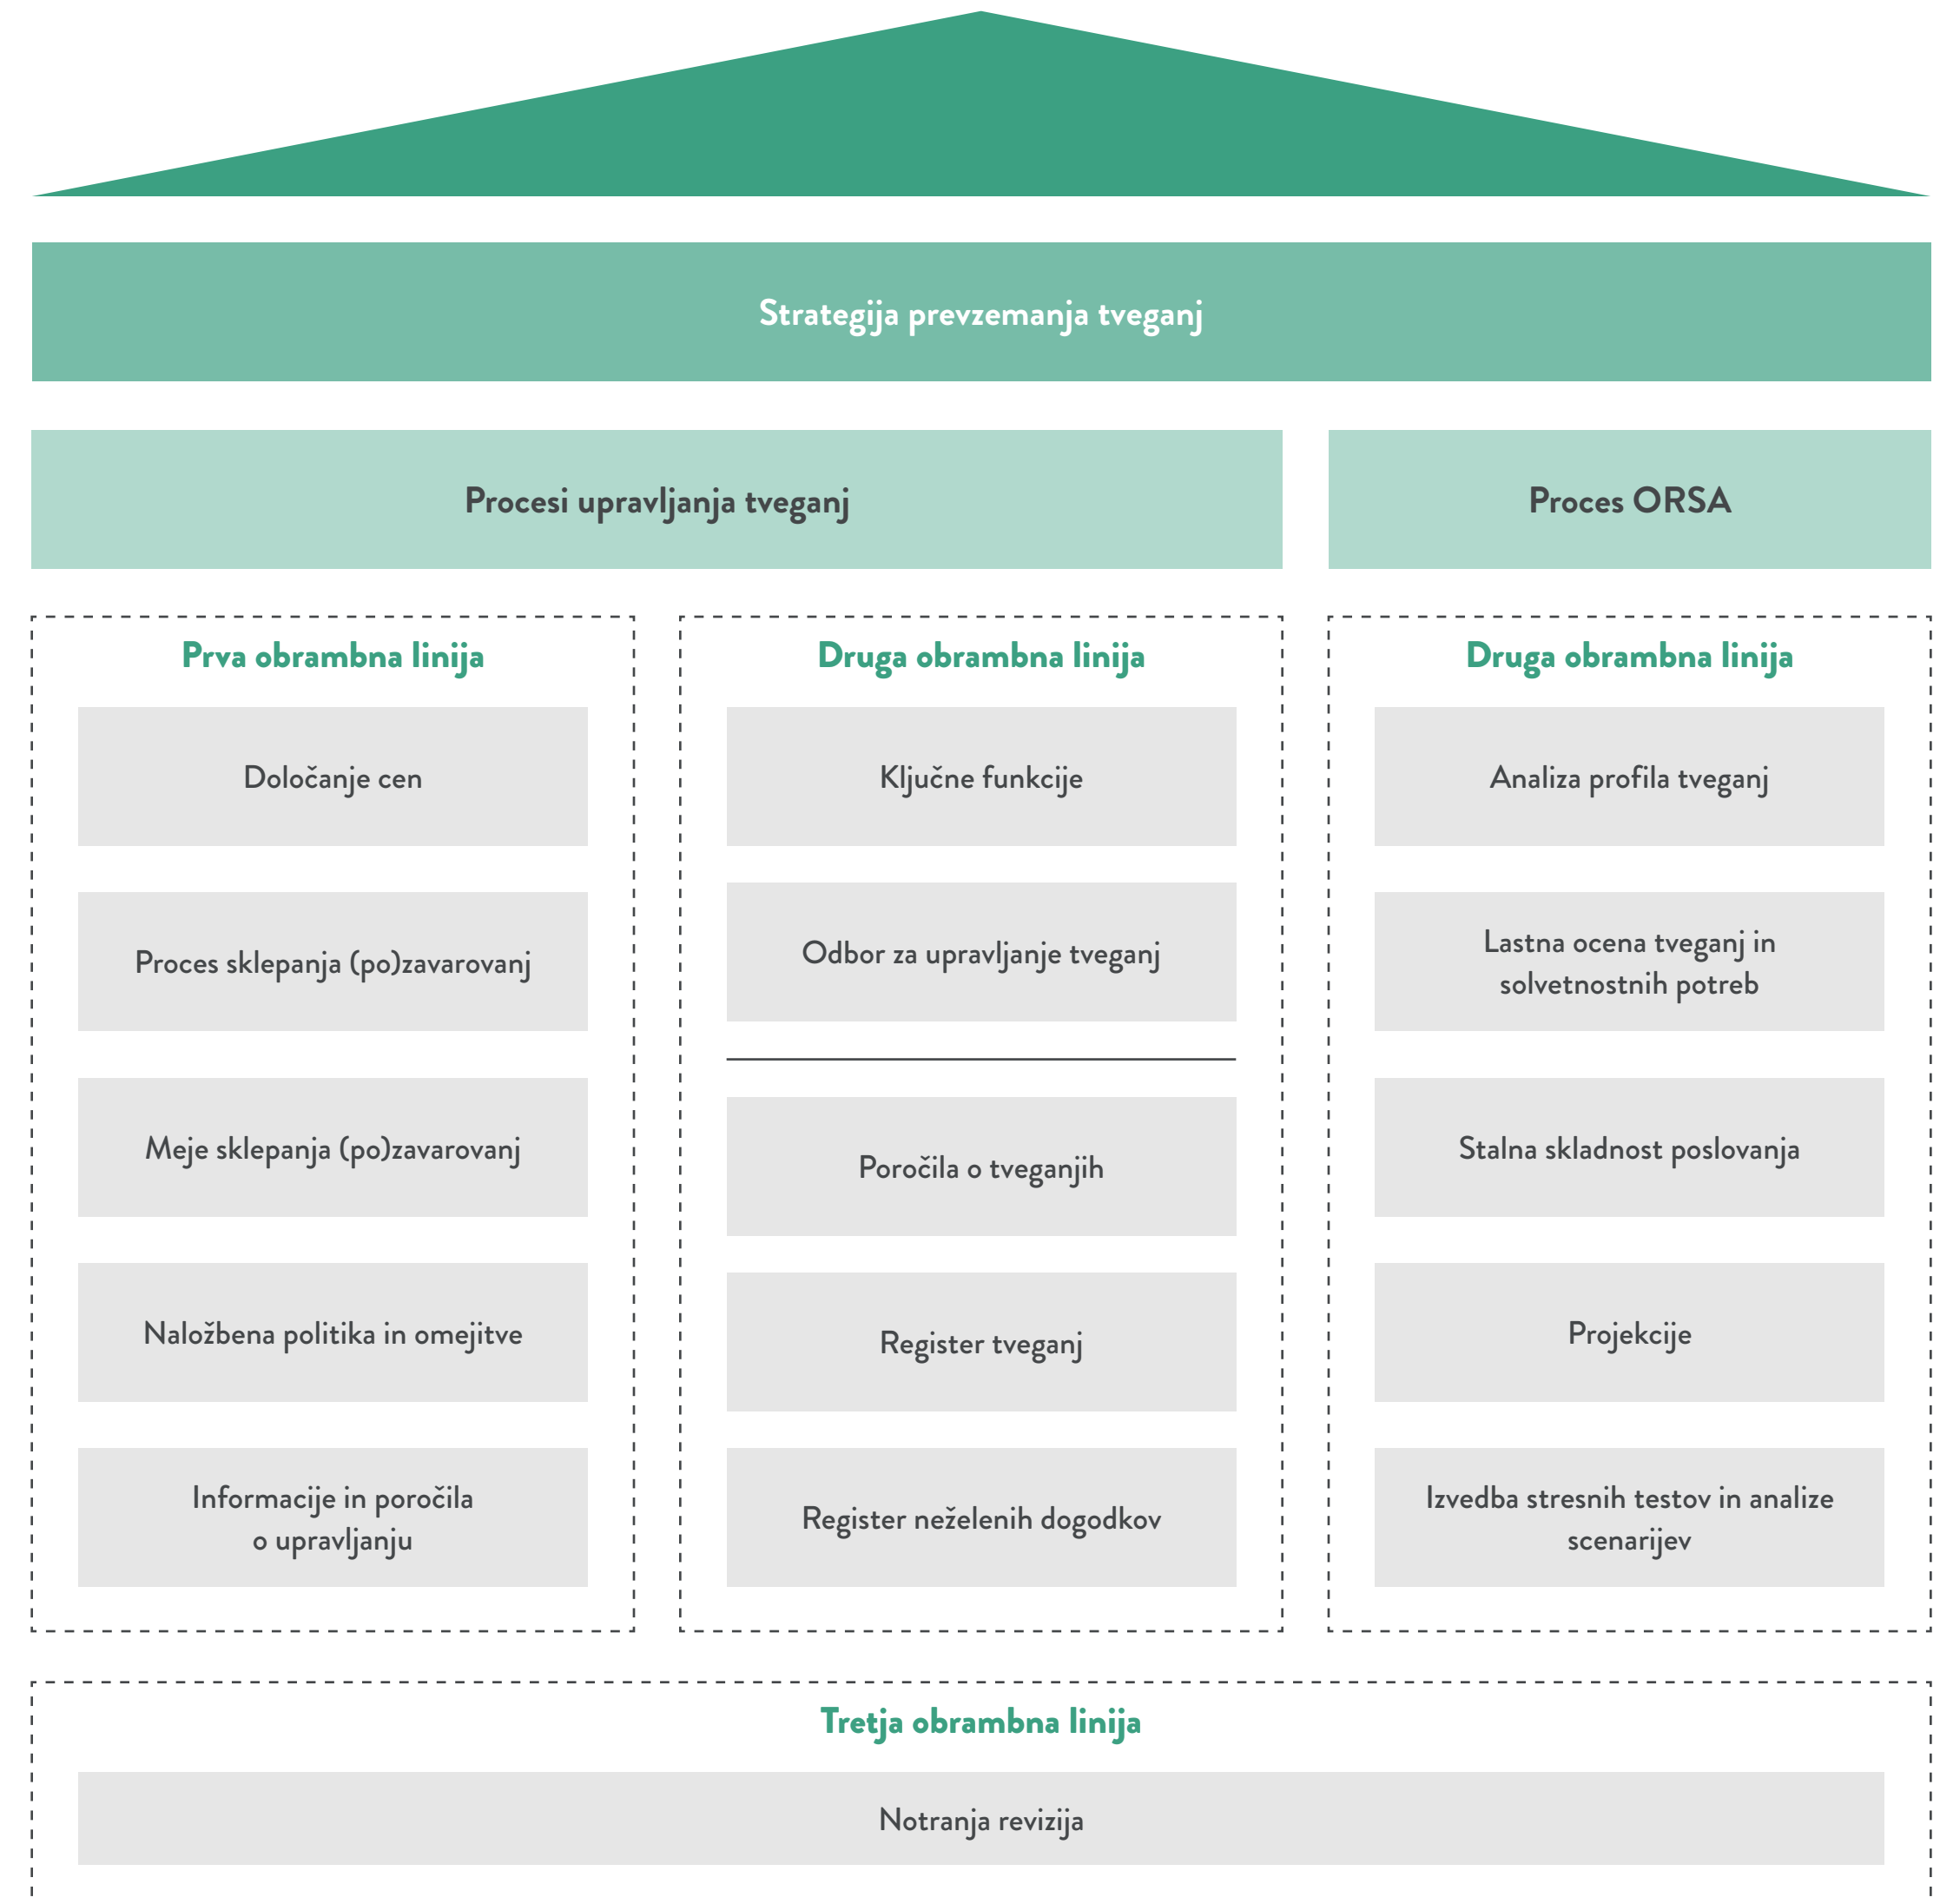 Strategija prevzemanja tveganj
Procesi upravljanja tveganj
Proces ORSA
Prva obrambna linija
Določanje cen
Proces sklepanja (po)zavarovanj
Meje sklepanja (po)zavarovanj
Naložbena politika in omejitve
Informacije in poročila
o upravljanju
Druga obrambna linija
Ključne funkcije
Odbor za upravljanje tveganj
Poročila o tveganjih
Register tveganj
Register neželenih dogodkov
Druga obrambna linija
Analiza profila tveganj
Lastna ocena tveganj in
solvetnostnih potreb
Stalna skladnost poslovanja
Projekcije
Izvedba stresnih testov in analize
scenarijev
Tretja obrambna linija
Notranja revizija